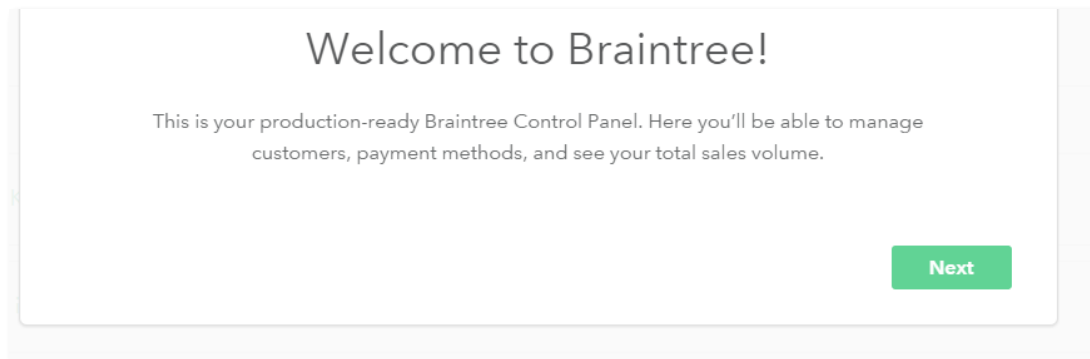 Welcome to Braintree!
This is your production-ready Braintree Control Panel. Here you’ll be able to manage
customers, payment methods, and see your total sales volume.
Next